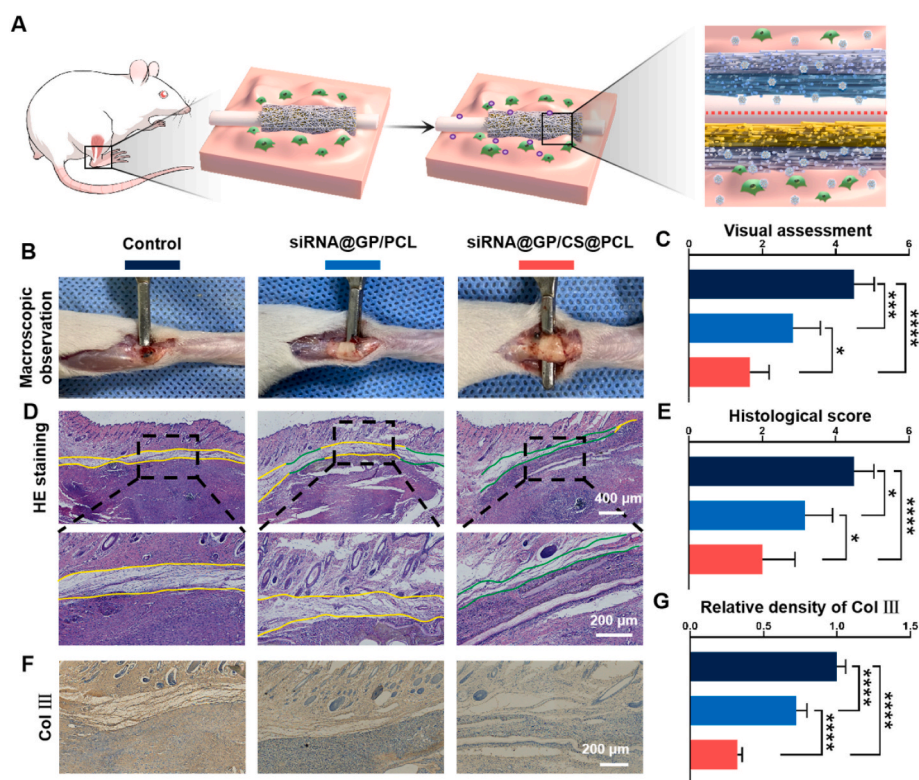 A
B
Control
siRNA@GP/PCL
siRNA@GP/CS@PCL
Macroscopic
observation
C
Visual assessment
0 2 4 6
***
****
*
D
HE staining
400 μm
200 μm
E
Histological score
0 2 4 6
*
****
*
F
Col III
200 μm
G
Relative density of Col III
0.0 0.5 1.0 1.5
****
****
****